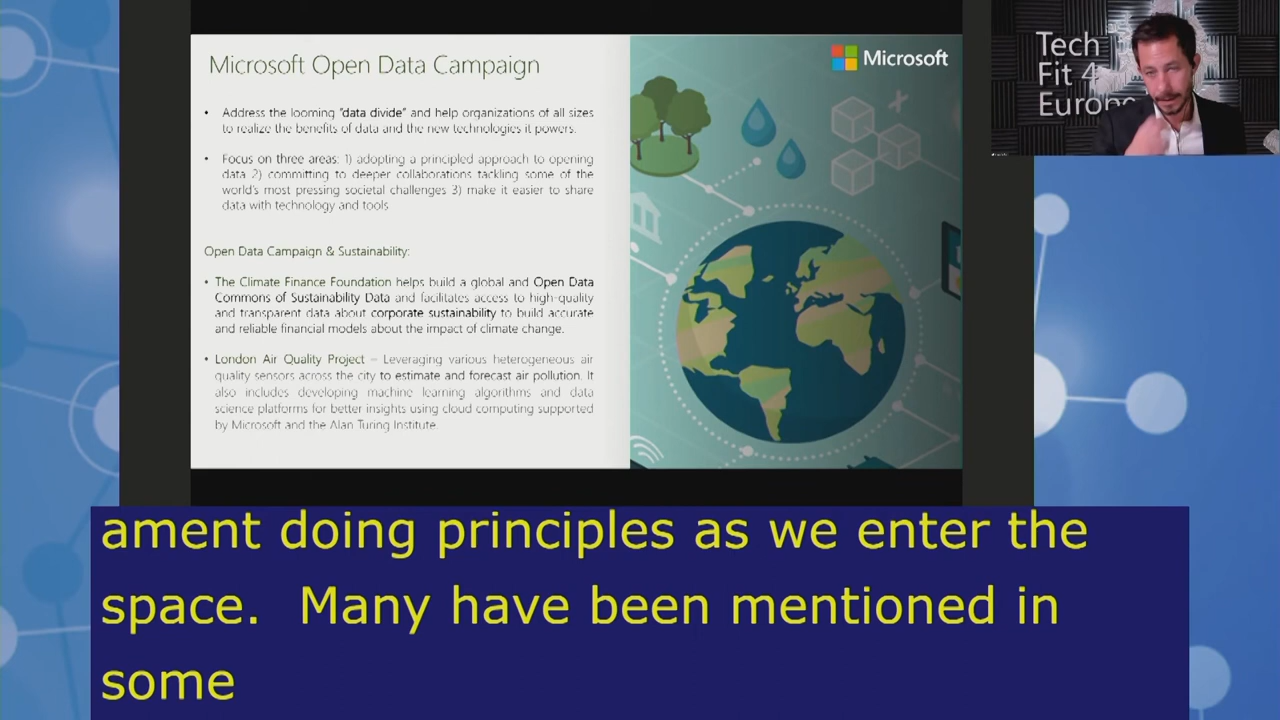 Microsoft Open Data Campaign
• Address the looming "data divide" and help organizations of all sizes
to realize the benefits of data and the new technologies it powers.
• Focus on three areas: 1) adopting a principled approach to opening
data 2) committing to deeper collaborations tackling some of the
world's most pressing societal challenges 3) make it easier to share
data with technology and tools
Open Data Campaign & Sustainability:
• The Climate Finance Foundation helps build a global and Open Data
Commons of Sustainability Data and facilitates access to high-quality
and transparent data about corporate sustainability to build accurate
and reliable financial models about the impact of climate change.
• London Air Quality Project – Leveraging various heterogeneous air
quality sensors across the city to estimate and forecast air pollution. It
also includes developing machine learning algorithms and data
science platforms for better insights using cloud computing supported
by Microsoft and the Alan Turing Institute.
Microsoft
Tech
Fit 4
Europe
ament doing principles as we enter the
space. Many have been mentioned in
some